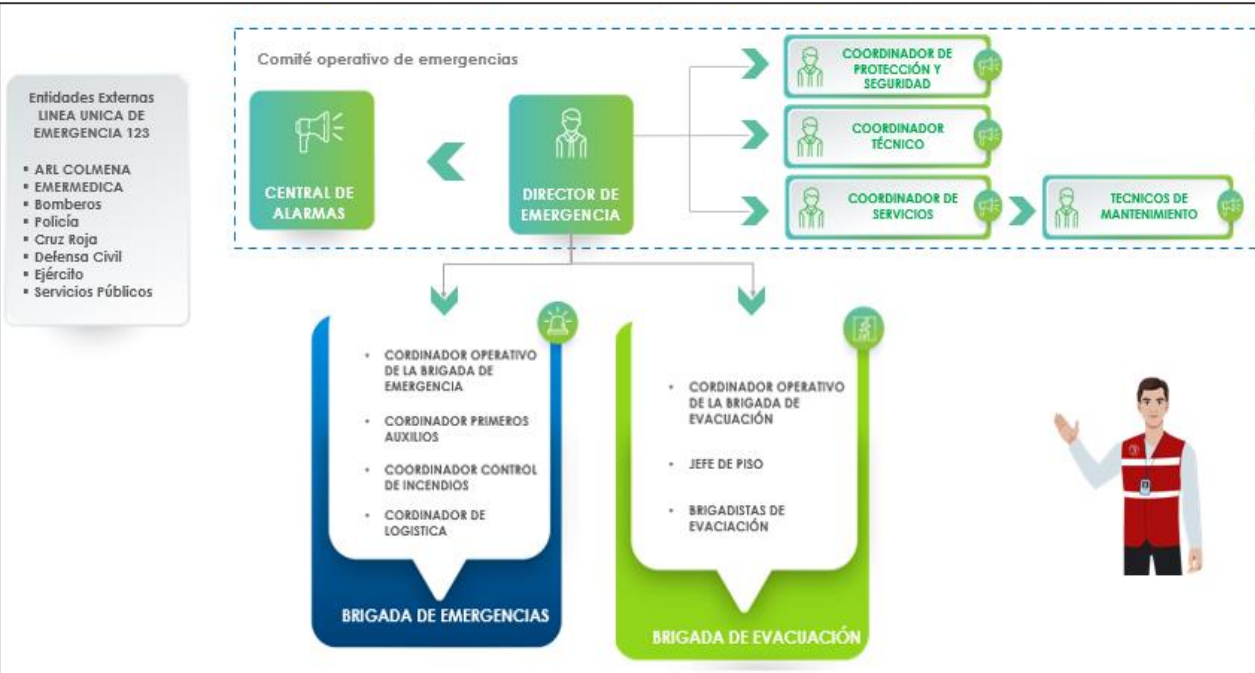 Comité operativo de emergencias
Entidades Externas
LINEA UNICA DE
EMERGENCIA 123
▪ ARL COLMENA
▪ EMERMEDICA
▪ Bomberos
▪ Policía
▪ Cruz Roja
▪ Defensa Civil
▪ Ejército
▪ Servicios Públicos
CENTRAL DE
ALARMAS
DIRECTOR DE
EMERGENCIA
COORDINADOR DE
PROTECCIÓN Y
SEGURIDAD
COORDINADOR
TÉCNICO
COORDINADOR DE
SERVICIOS
TECNICOS DE
MANTENIMIENTO
• CORDINADOR OPERATIVO
DE LA BRIGADA DE
EMERGENCIA
• CORDINADOR PRIMEROS
AUXILIOS
• COORDINADOR CONTROL
DE INCENDIOS
• CORDINADOR DE
LOGISTICA
BRIGADA DE EMERGENCIAS
• CORDINADOR OPERATIVO
DE LA BRIGADA DE
EVACUACIÓN
• JEFE DE PISO
• BRIGADISTAS DE
EVACIACIÓN
BRIGADA DE EVACUACIÓN